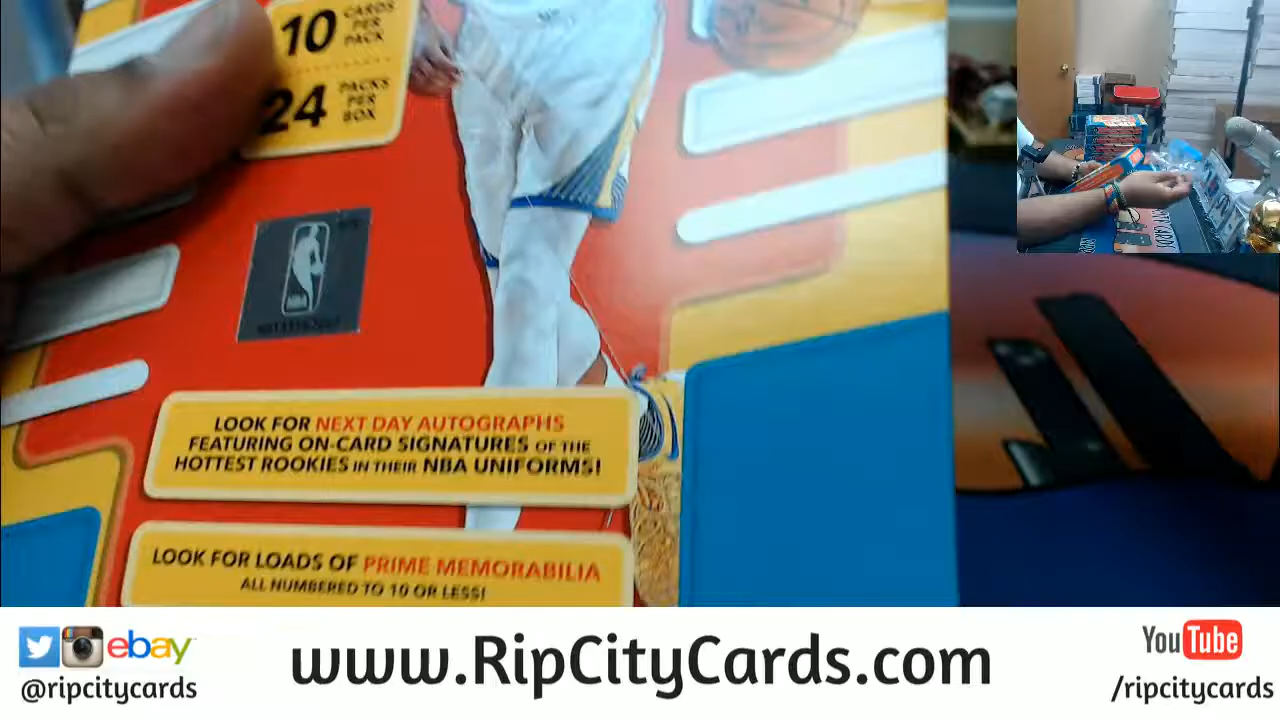 10 CARDS PER PACK
24 PACKS PER BOX
NBA
LOOK FOR NEXT DAY AUTOGRAPHS
FEATURING ON-CARD SIGNATURES OF THE
HOTTEST ROOKIES IN THEIR NBA UNIFORMS!
LOOK FOR LOADS OF PRIME MEMORABILIA
ALL NUMBERED TO 10 OR LESS!
ebay
@ripcitycards
www.RipCityCards.com
YouTube
/ripcitycards